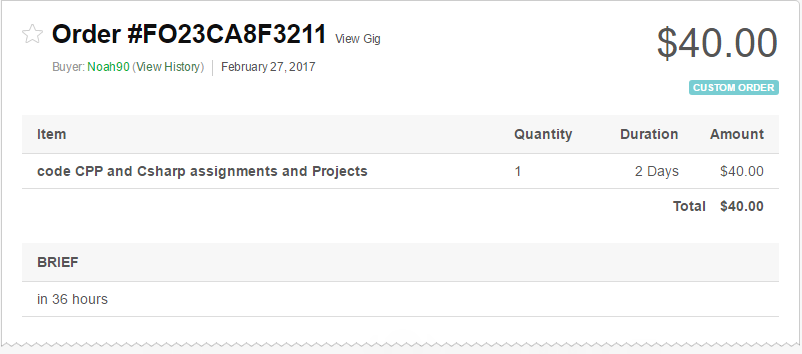 Order #FO23CA8F3211 View Gig
$40.00
Buyer: Noah90 (View History) February 27, 2017
CUSTOM ORDER
Item Quantity Duration Amount
code CPP and Csharp assignments and Projects 1 2 Days $40.00
Total $40.00
BRIEF
in 36 hours